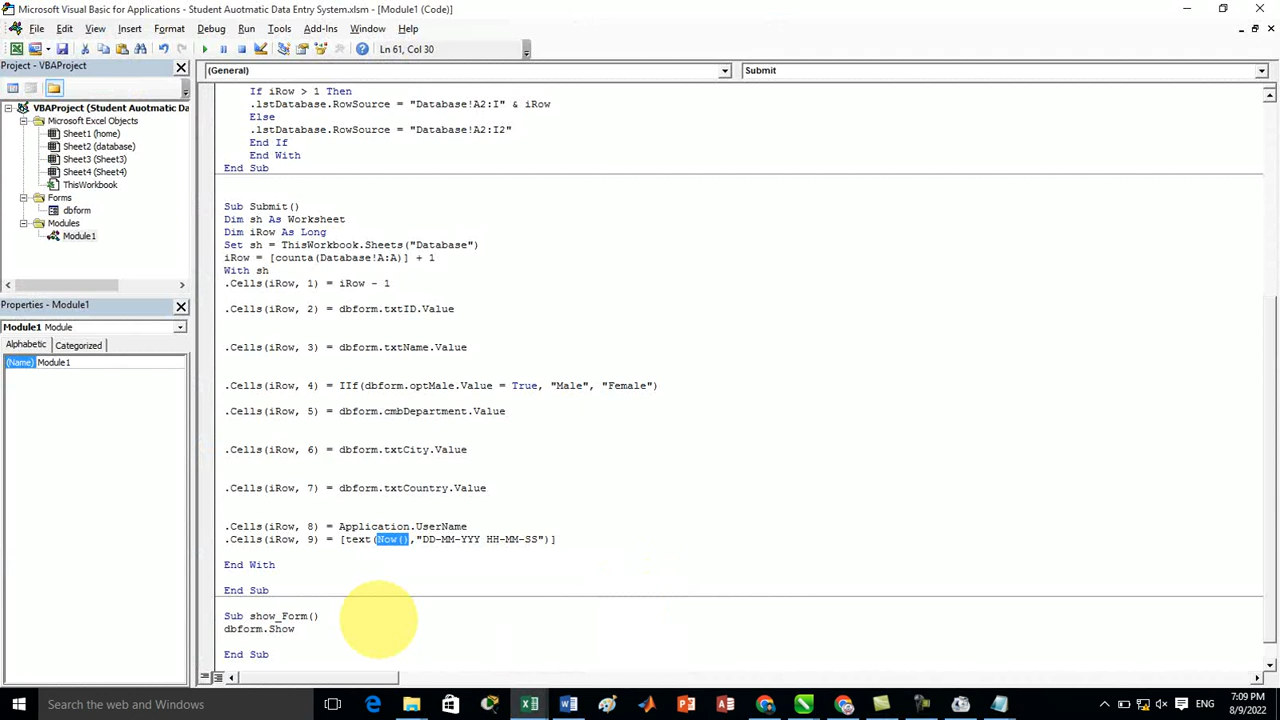 Microsoft Visual Basic for Applications - Student Auotmatic Data Entry System.xlsm - [Module1 (Code)]
File Edit View Insert Format Debug Run Tools Add-Ins Window Help
Ln 61, Col 30
Project - VBAProject
(General)
Submit
VBAProject (Student Auotmatic Da
Microsoft Excel Objects
Sheet1 (home)
Sheet2 (database)
Sheet3 (Sheet3)
Sheet4 (Sheet4)
ThisWorkbook
Forms
dbform
Modules
Module1
Properties - Module1
Module1 Module
Alphabetic Categorized
(Name) Module1
If iRow > 1 Then
.lstDatabase.RowSource = "Database!A2:I" & iRow
Else
.lstDatabase.RowSource = "Database!A2:I2"
End If
End With
End Sub
Sub Submit()
Dim sh As Worksheet
Dim iRow As Long
Set sh = ThisWorkbook.Sheets("Database")
iRow = [counta(Database!A:A)] + 1
With sh
.Cells(iRow, 1) = iRow - 1
.Cells(iRow, 2) = dbform.txtID.Value
.Cells(iRow, 3) = dbform.txtName.Value
.Cells(iRow, 4) = IIf(dbform.optMale.Value = True, "Male", "Female")
.Cells(iRow, 5) = dbform.cmbDepartment.Value
.Cells(iRow, 6) = dbform.txtCity.Value
.Cells(iRow, 7) = dbform.txtCountry.Value
.Cells(iRow, 8) = Application.UserName
.Cells(iRow, 9) = [text(Now(),"DD-MM-YYY HH-MM-SS")]
End With
End Sub
Sub show_Form()
dbform.Show
End Sub
Search the web and Windows
ENG
7:09 PM
8/9/2022